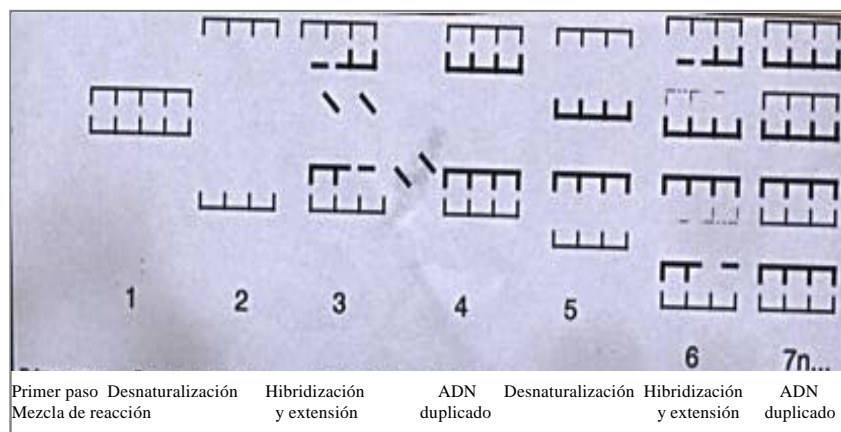 1 2 3 4 5
6 7n...
Primer paso Desnaturalización Hibridización ADN Desnaturalización Hibridización ADN
Mezcla de reacción y extensión duplicado y extensión duplicado